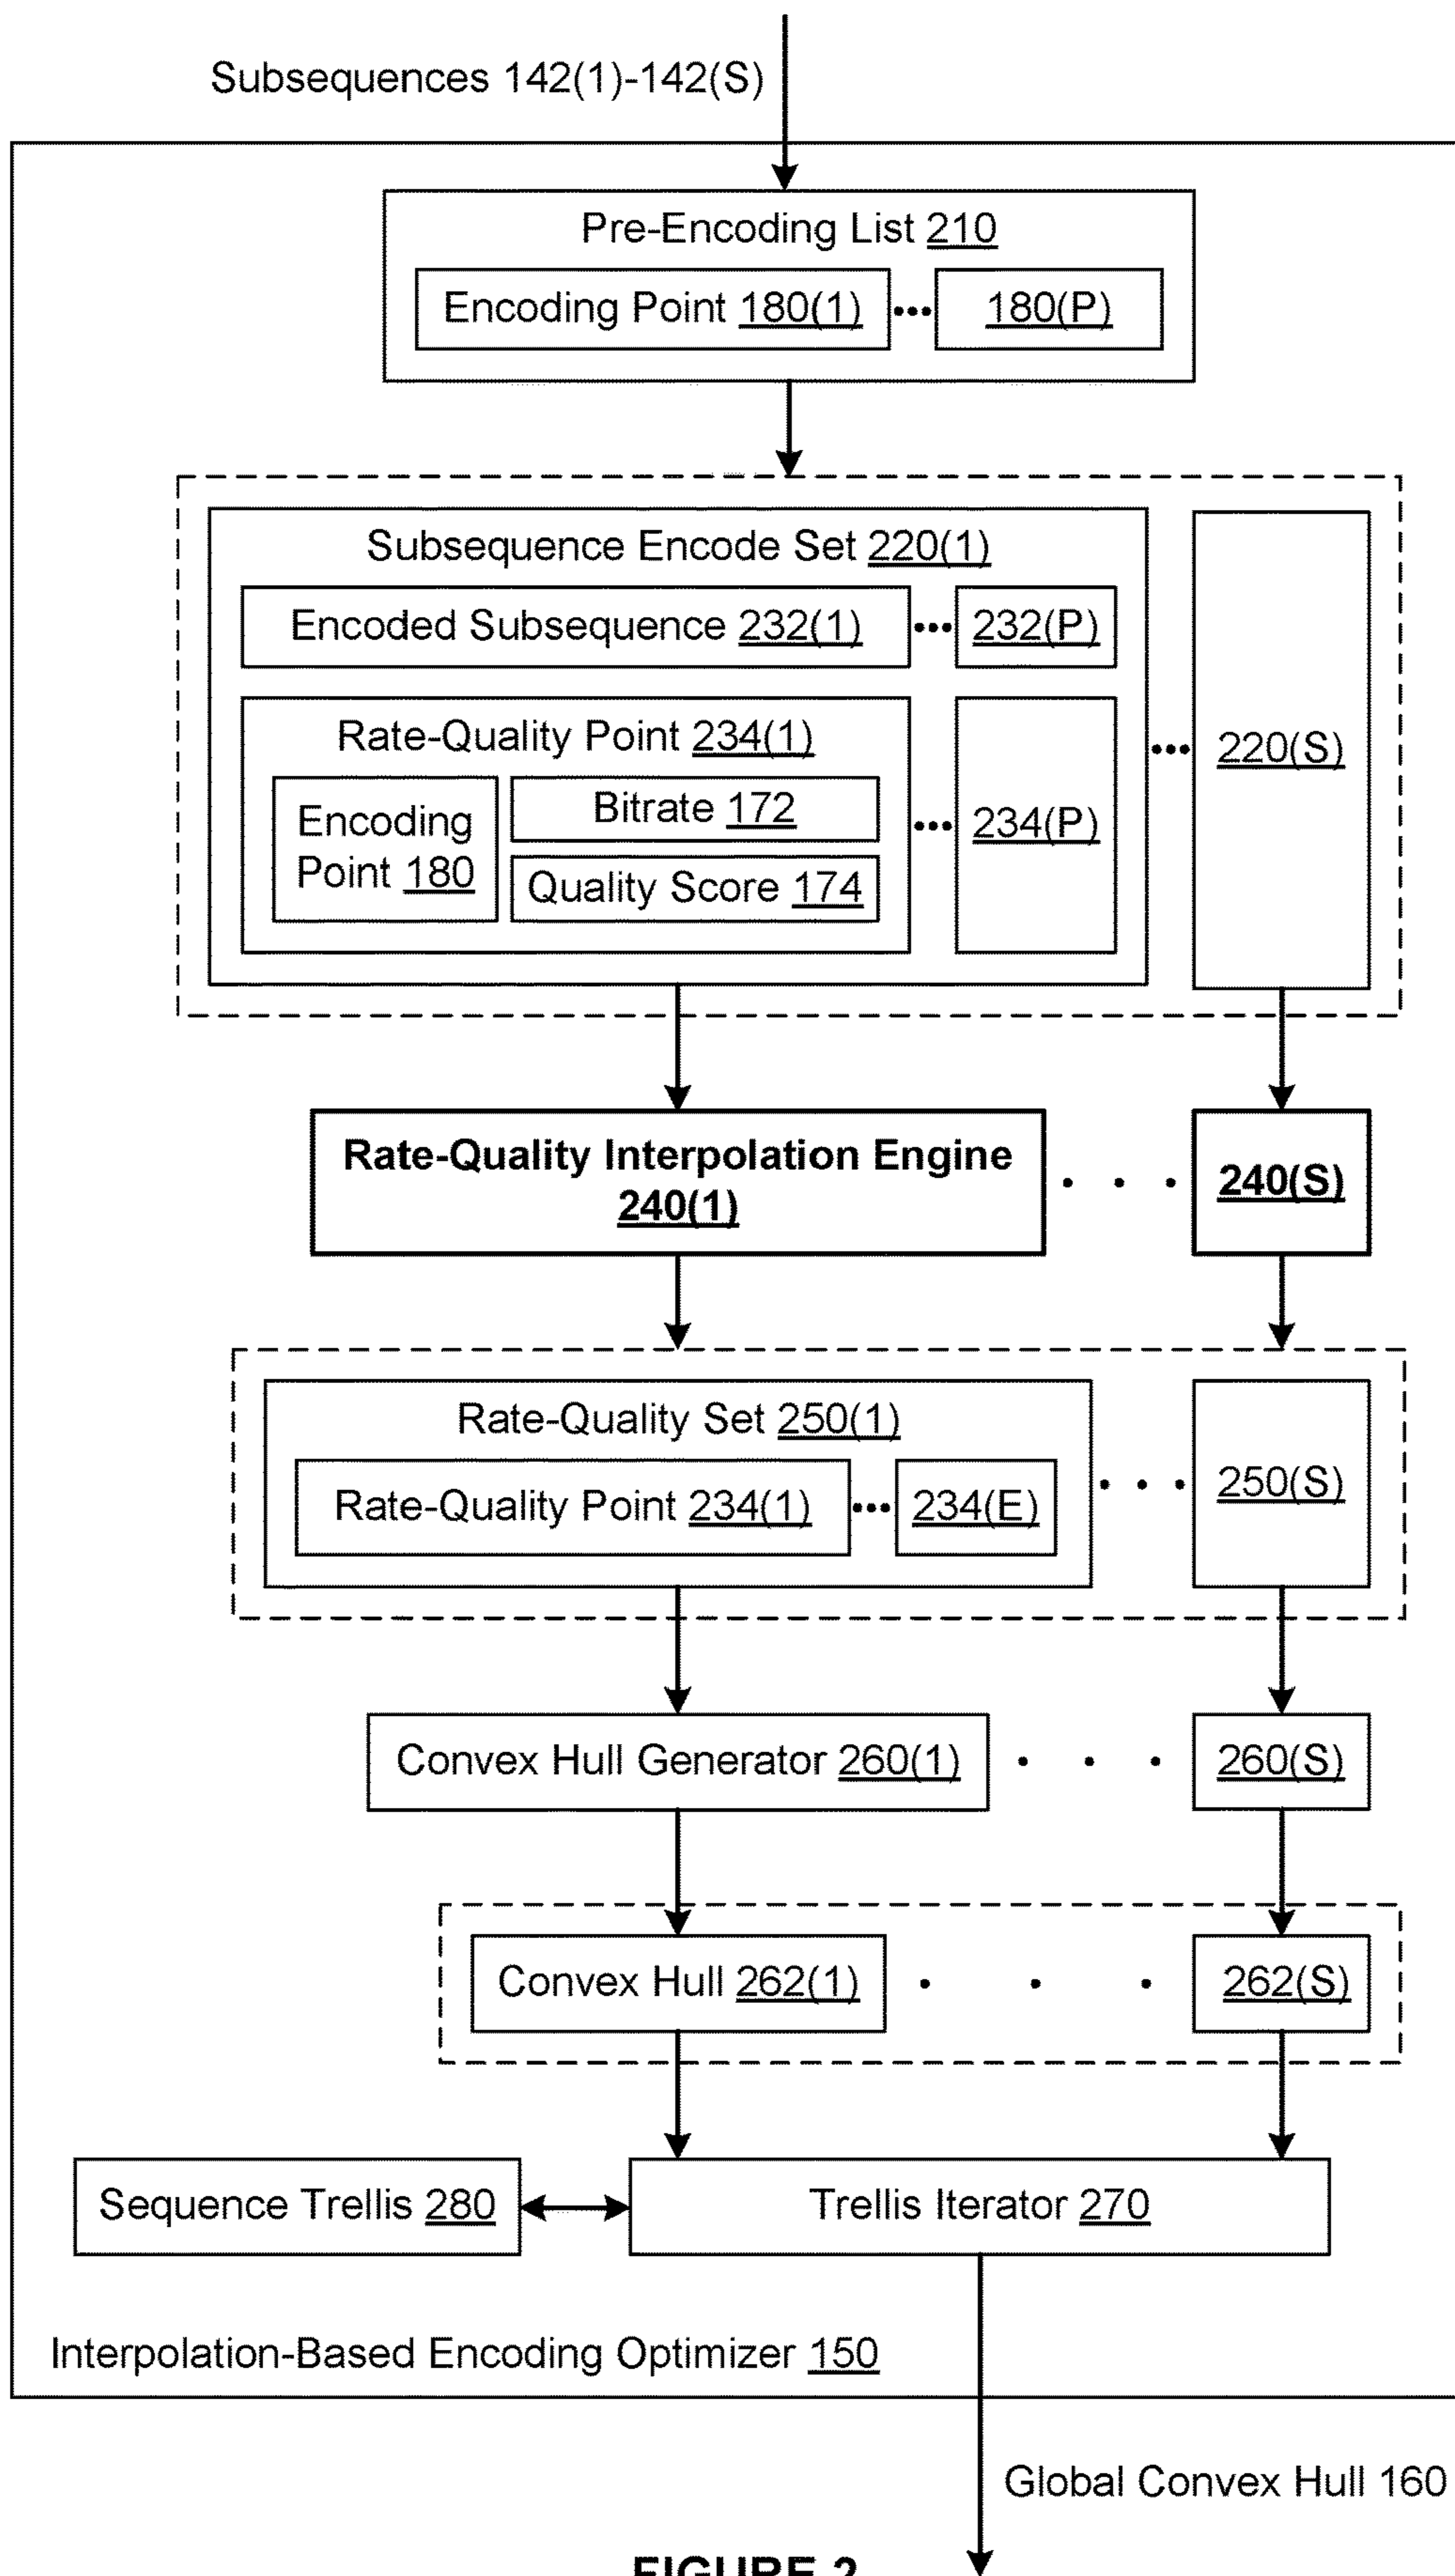 Subsequences 142(1)-142(S)
Pre-Encoding List 210
Encoding Point 180(1) ••• 180(P)
Subsequence Encode Set 220(1)
Encoded Subsequence 232(1) ••• 232(P)
Rate-Quality Point 234(1)
Encoding
Point 180
Bitrate 172
Quality Score 174
••• 234(P)
••• 220(S)
Rate-Quality Interpolation Engine
240(1)
• • • 240(S)
Rate-Quality Set 250(1)
Rate-Quality Point 234(1) ••• 234(E)
• • • 250(S)
Convex Hull Generator 260(1) • • • 260(S)
Convex Hull 262(1) • • • 262(S)
Sequence Trellis 280
Trellis Iterator 270
Interpolation-Based Encoding Optimizer 150
Global Convex Hull 160
FIGURE 2